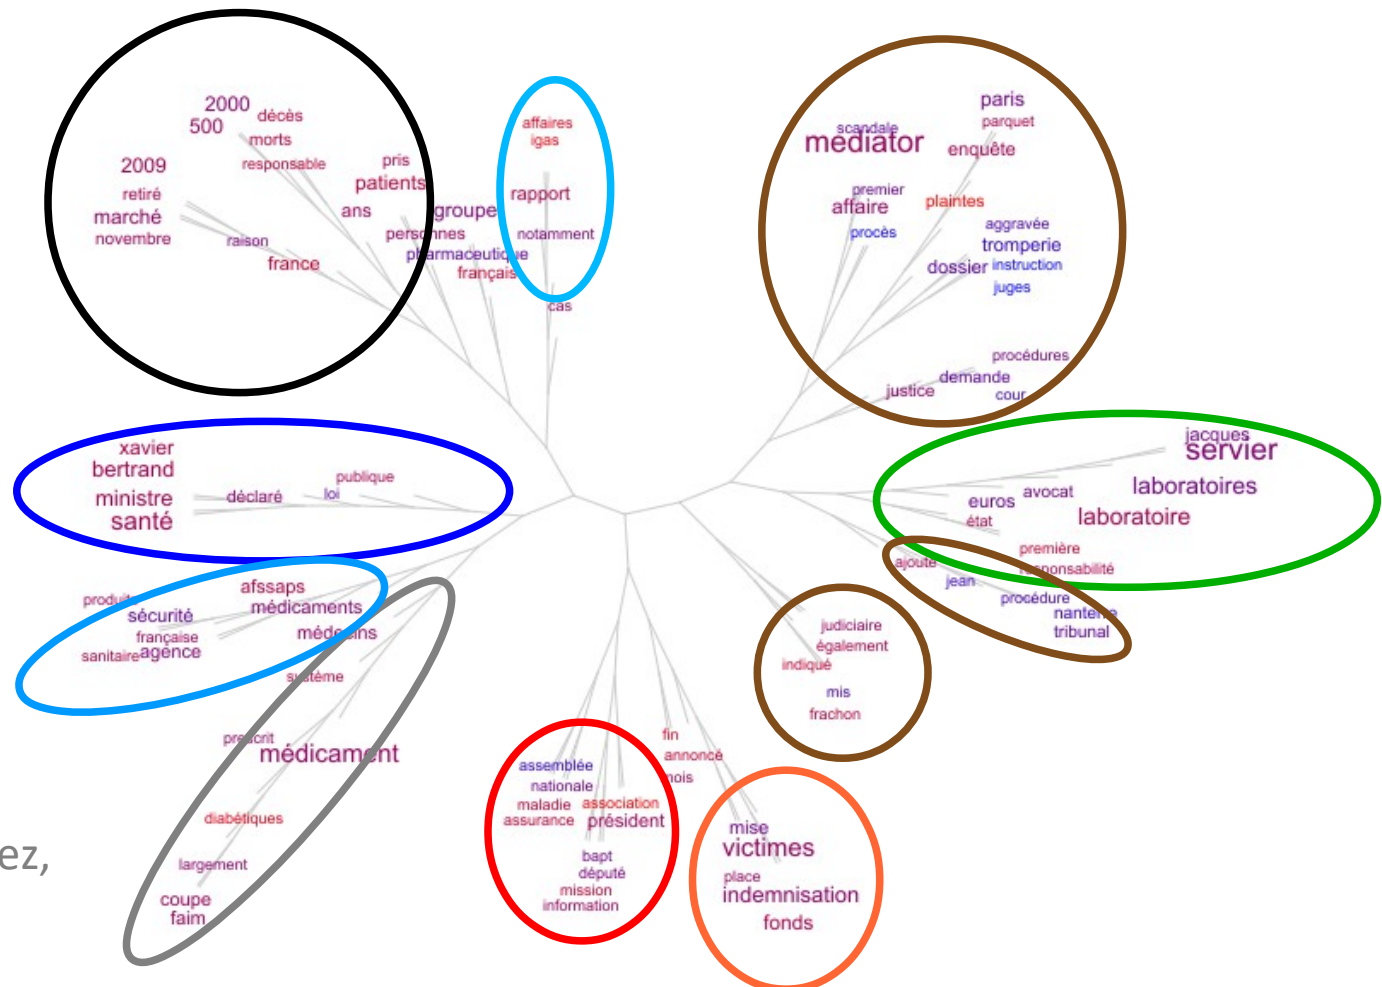 2000
500
décès
morts
responsable
2009
retiré
marché
novembre
raison
france
pris
patients
ans
personnes
groupe
pharmaceutique
français
affaires
igas
rapport
notamment
cas
scandale
mediator
paris
parquet
enquête
premier
affaire
procès
plaintes
aggravée
tromperie
dossier
instruction
juges
procédures
demande
justice
cour
xavier
bertrand
ministre
santé
déclaré
loi
publique
jacques
servier
laboratoires
avocat
euros
état
laboratoire
première
responsabilité
ajoute
jean
procédure
nanterre
tribunal
produits
sécurité
française
sanitaire
agence
afssaps
médicaments
médecins
système
prescrit
médicament
diabétiques
largement
coupe
faim
ez,
judiciaire
également
indiqué
mis
frachon
fin
annoncé
mois
assemblée
nationale
maladie
association
assurance
président
bapt
député
mission
information
mise
victimes
place
indemnisation
fonds